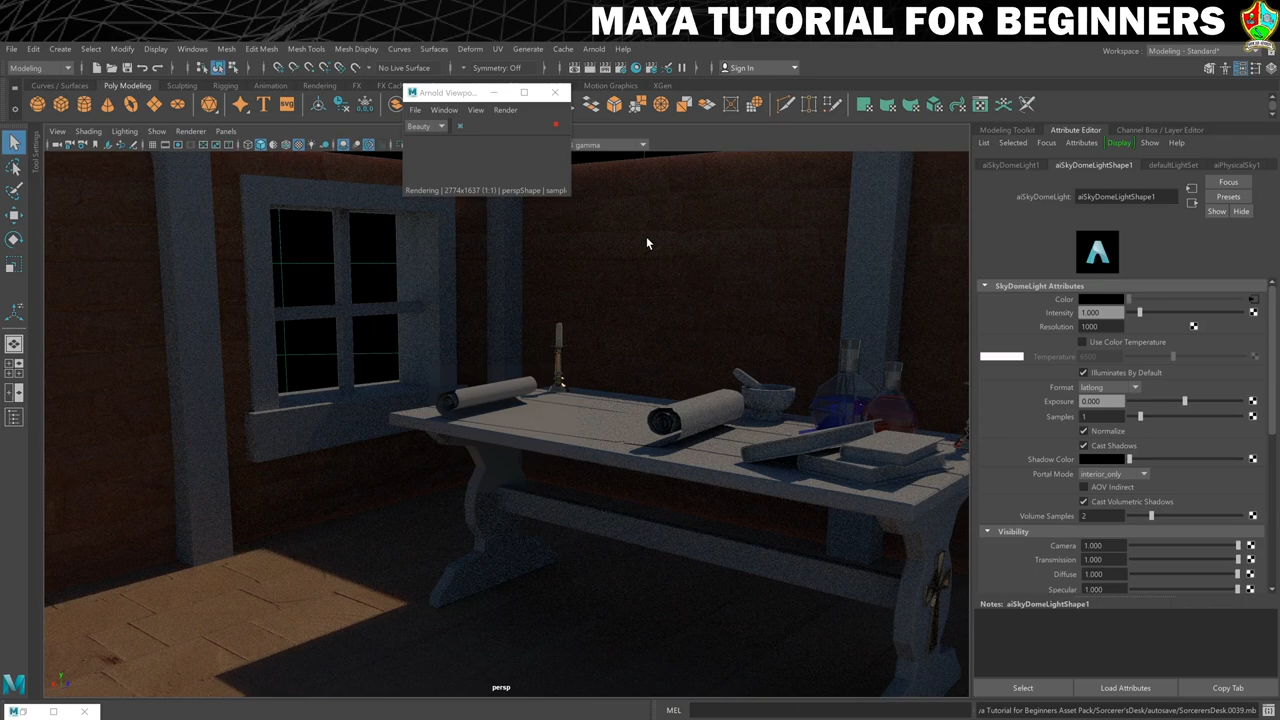 MAYA TUTORIAL FOR BEGINNERS
File Edit Create Select Modify Display Windows Mesh Edit Mesh Mesh Tools Mesh Display Curves Surfaces Deform UV Generate Cache Arnold Help
Workspace : Modeling - Standard*
Modeling
No Live Surface
Symmetry: Off
Sign In
Curves / Surfaces Poly Modeling Sculpting Rigging Animation Rendering FX FX Ca
Motion Graphics XGen
Arnold Viewpo...
File Window View Render
Beauty
Rendering | 2774x1637 (1:1) | perspShape | sampl
View Shading Lighting Show Renderer Panels
gamma
Tool Settings
persp
Modeling Toolkit Attribute Editor Channel Box / Layer Editor
List Selected Focus Attributes Display Show Help
aiSkyDomeLight1 aiSkyDomeLightShape1 defaultLightSet aiPhysicalSky1
aiSkyDomeLight: aiSkyDomeLightShape1
Focus
Presets
Show Hide
SkyDomeLight Attributes
Color
Intensity 1.000
Resolution 1000
Use Color Temperature
Temperature 6500
Illuminates By Default
Format latlong
Exposure 0.000
Samples 1
Normalize
Cast Shadows
Shadow Color
Portal Mode interior_only
AOV Indirect
Cast Volumetric Shadows
Volume Samples 2
Visibility
Camera 1.000
Transmission 1.000
Diffuse 1.000
Specular 1.000
Notes: aiSkyDomeLightShape1
Select Load Attributes Copy Tab
MEL
ya Tutorial for Beginners Asset Pack/Sorcerer'sDesk/autosave/SorcerersDesk.0039.mb